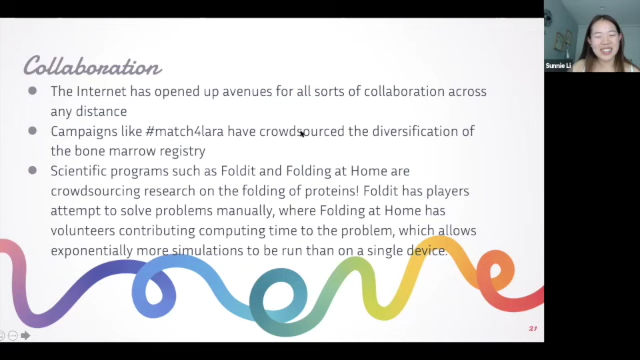 Collaboration
The Internet has opened up avenues for all sorts of collaboration across
any distance
Campaigns like #match4lara have crowdsourced the diversification of
the bone marrow registry
Scientific programs such as Foldit and Folding at Home are
crowdsourcing research on the folding of proteins! Foldit has players
attempt to solve problems manually, where Folding at Home has
volunteers contributing computing time to the problem, which allows
exponentially more simulations to be run than on a single device.
21
Sunnie Li